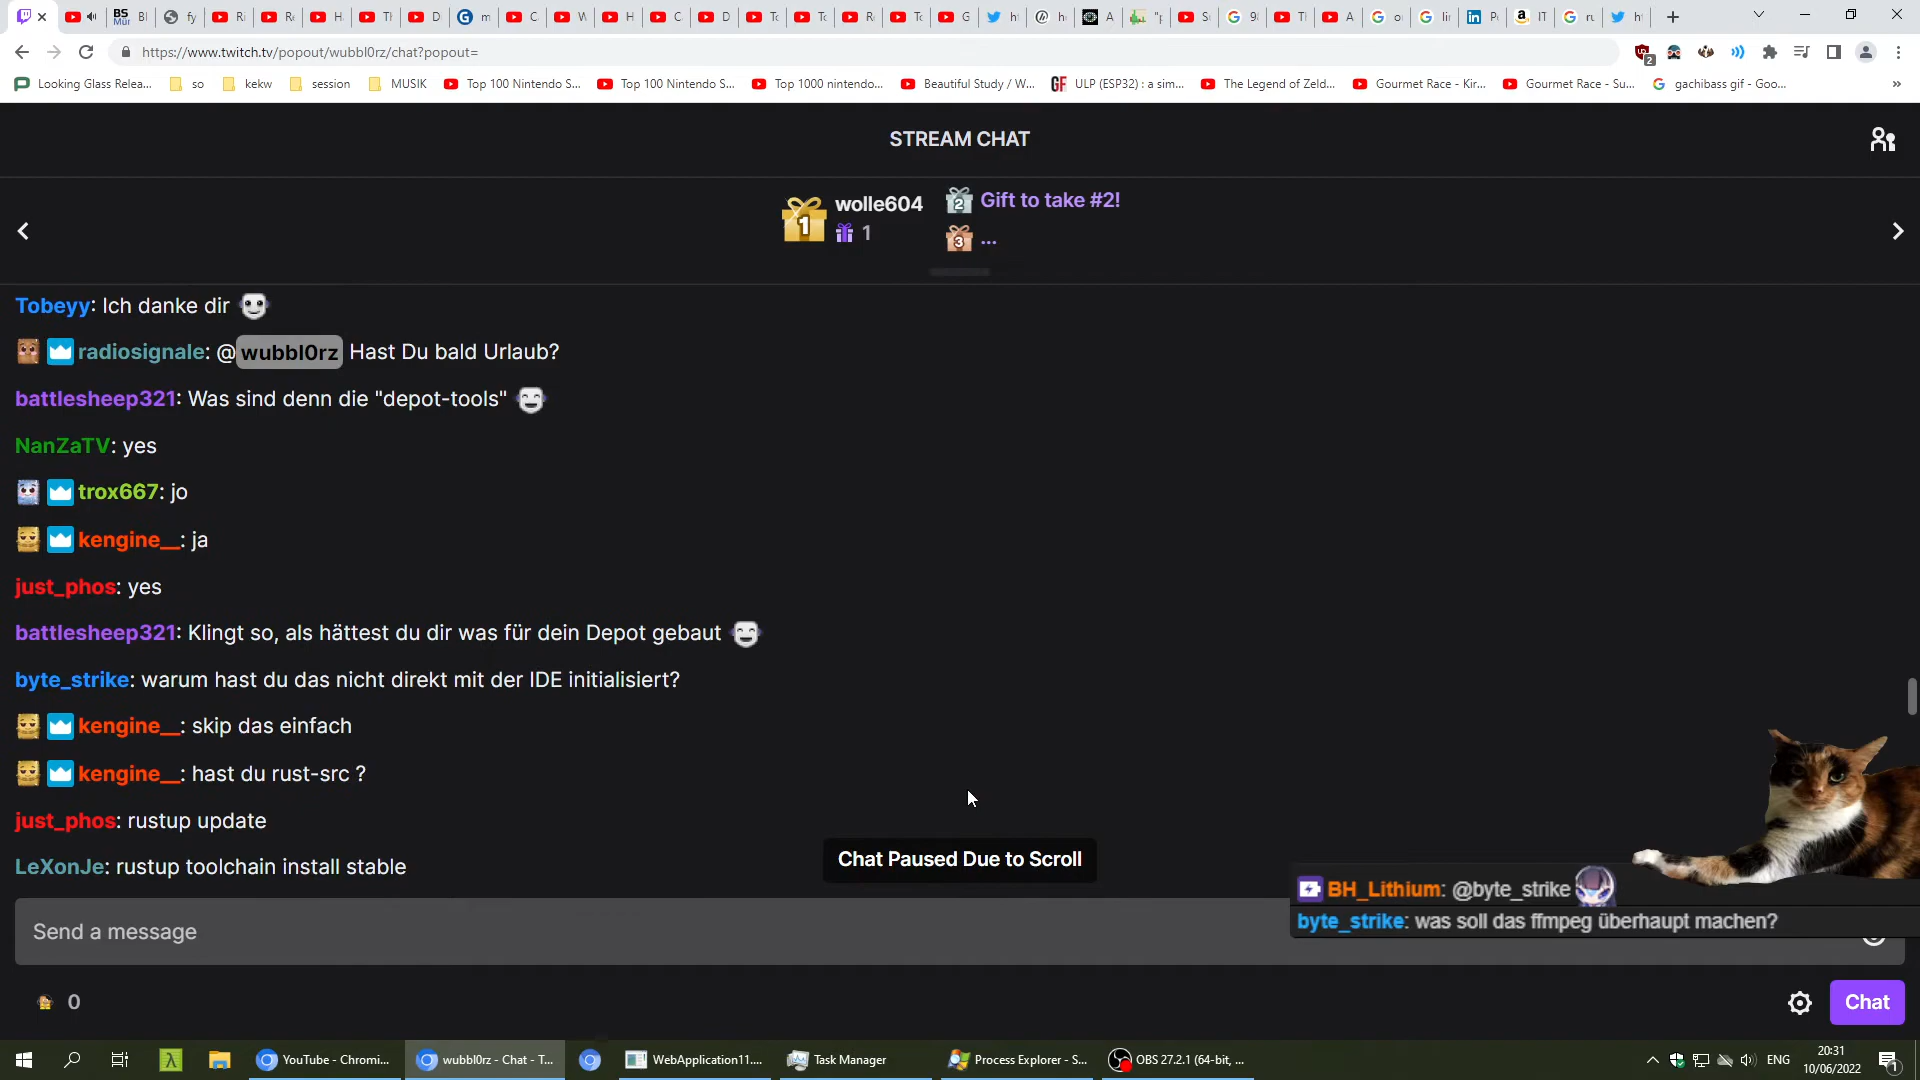 https://www.twitch.tv/popout/wubbl0rz/chat?popout=
2
Looking Glass Relea...
so
kekw
session
MUSIK
Top 100 Nintendo S...
Top 100 Nintendo S...
Top 1000 nintendo...
Beautiful Study / W...
ULP (ESP32) : a sim...
The Legend of Zeld...
Gourmet Race - Kir...
Gourmet Race - Su...
gachibass gif - Goo...
»
STREAM CHAT
1
wolle604
1
2
Gift to take #2!
3
...
Tobeyy: Ich danke dir
radiosignale: @wubbl0rz Hast Du bald Urlaub?
battlesheep321: Was sind denn die "depot-tools"
NanZaTV: yes
trox667: jo
kengine__: ja
just_phos: yes
battlesheep321: Klingt so, als hättest du dir was für dein Depot gebaut
byte_strike: warum hast du das nicht direkt mit der IDE initialisiert?
kengine__: skip das einfach
kengine__: hast du rust-src ?
just_phos: rustup update
LeXonJe: rustup toolchain install stable
Chat Paused Due to Scroll
BH_Lithium: @byte_strike
byte_strike: was soll das ffmpeg überhaupt machen?
Send a message
0
Chat
YouTube - Chromi...
wubbl0rz - Chat - T...
WebApplication11....
Task Manager
Process Explorer - S...
OBS 27.2.1 (64-bit, ...
ENG
20:31
10/06/2022
1